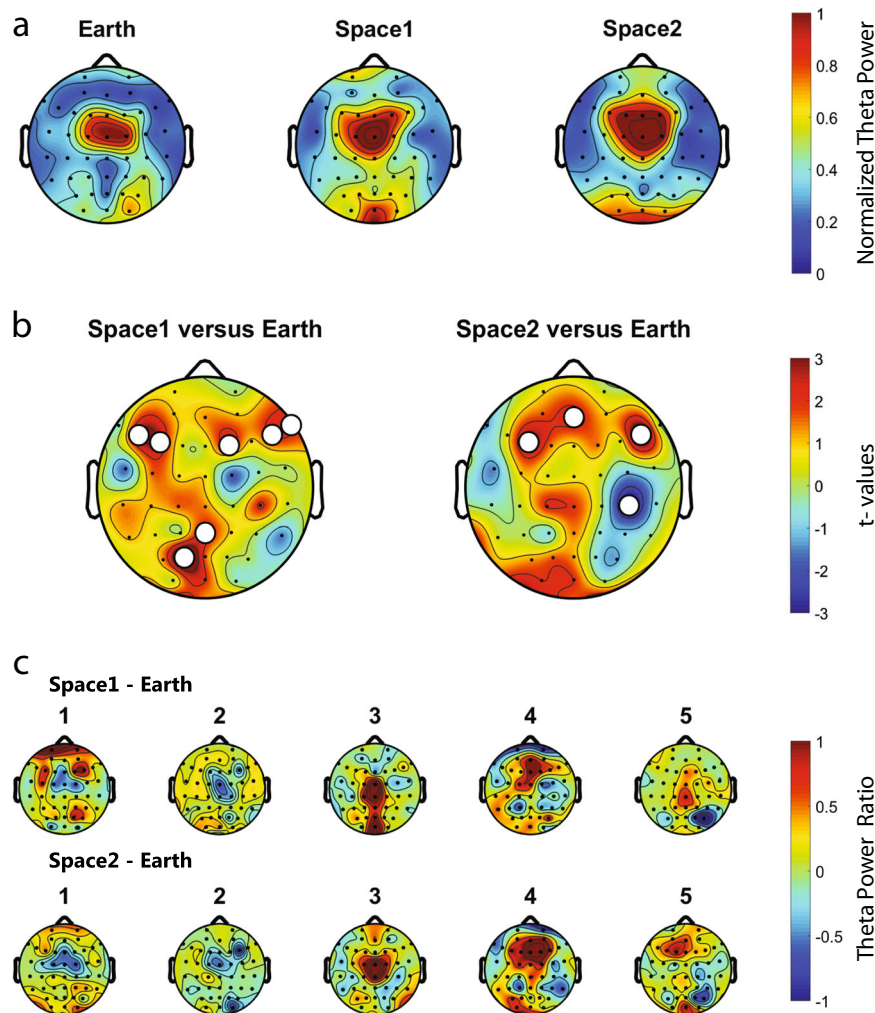 a
Earth Space1 Space2
1
0.8
0.6
0.4
0.2
0
Normalized Theta Power
b
Space1 versus Earth Space2 versus Earth
3
2
1
0
-1
-2
-3
t- values
c
Space1 - Earth
1 2 3 4 5
Space2 - Earth
1 2 3 4 5
1
0.5
0
-0.5
-1
Theta Power Ratio